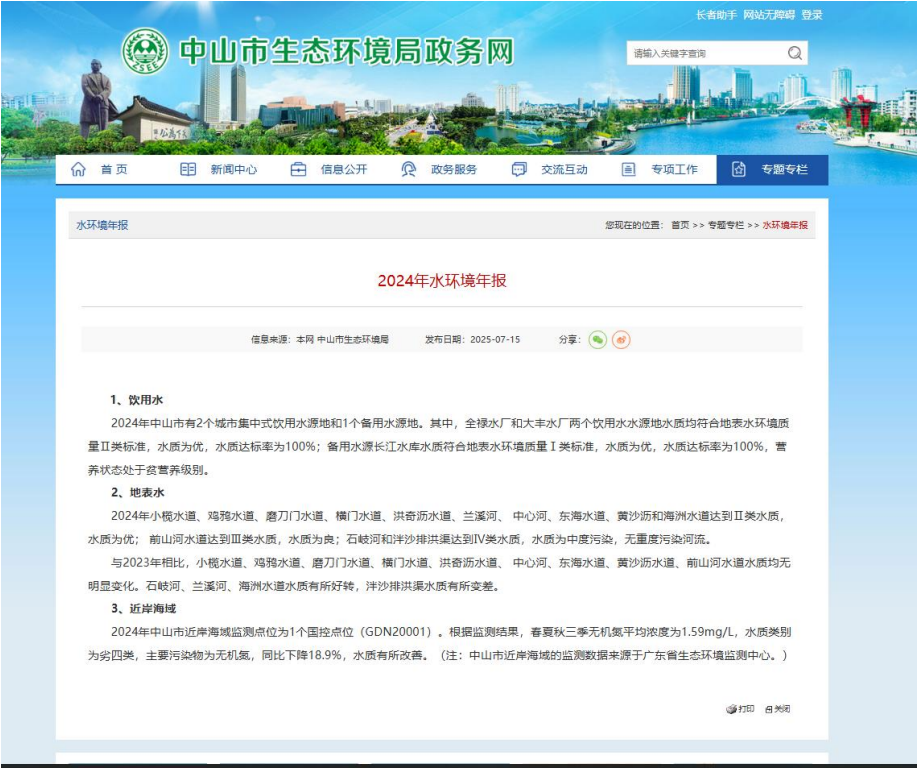 长者助手 网站无障碍 登录
中山市生态环境局政务网
请输入关键字查询
首页 新闻中心 信息公开 政务服务 交流互动 专项工作 专题专栏
水环境年报 您现在的位置： 首页 >> 专题专栏 >> 水环境年报
2024年水环境年报
信息来源：本网 中山市生态环境局 发布日期：2025-07-15 分享：
1、饮用水
2024年中山市有2个城市集中式饮用水源地和1个备用水源地。其中，全禄水厂和大丰水厂两个饮用水水源地水质均符合地表水环境质
量II类标准，水质为优，水质达标率为100%；备用水源长江水库水质符合地表水环境质量 I 类标准，水质为优，水质达标率为100%，营
养状态处于贫营养级别。
2、地表水
2024年小榄水道、鸡鸦水道、磨刀门水道、横门水道、洪奇沥水道、兰溪河、 中心河、东海水道、黄沙沥和海洲水道达到II类水质，
水质为优； 前山河水道达到III类水质，水质为良；石岐河和泮沙排洪渠达到IV类水质，水质为中度污染，无重度污染河流。
与2023年相比，小榄水道、鸡鸦水道、磨刀门水道、横门水道、洪奇沥水道、 中心河、东海水道、黄沙沥水道、前山河水道水质均无
明显变化。石岐河、兰溪河、海洲水道水质有所好转，泮沙排洪渠水质有所变差。
3、近岸海域
2024年中山市近岸海域监测点位为1个国控点位（GDN20001）。根据监测结果，春夏秋三季无机氮平均浓度为1.59mg/L，水质类别
为劣四类，主要污染物为无机氮，同比下降18.9%，水质有所改善。（注：中山市近岸海域的监测数据来源于广东省生态环境监测中心。）
打印 关闭